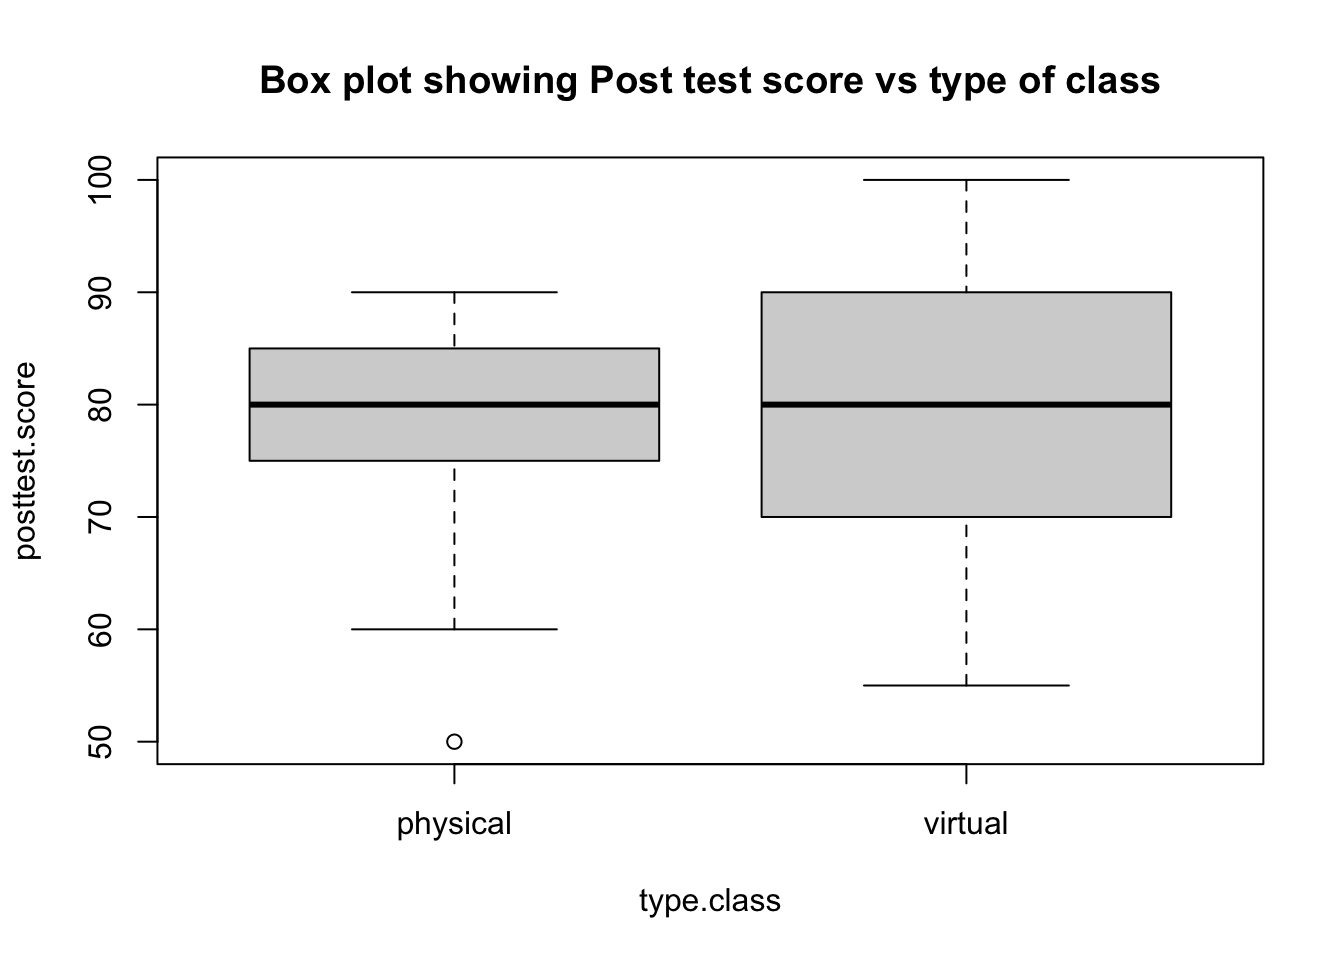 Box plot showing Post test score vs type of class
posttest.score
100
90
80
70
60
50
physical
virtual
type.class